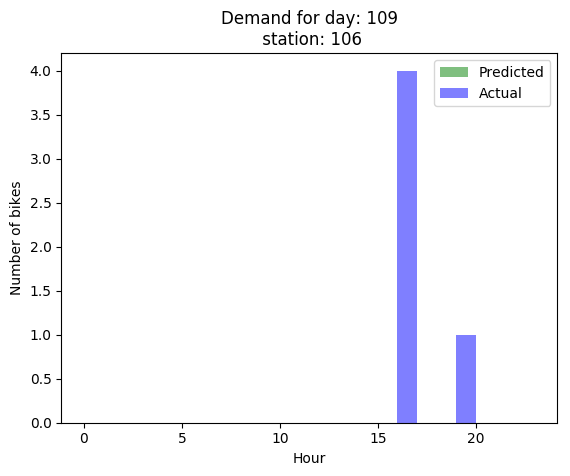 Demand for day: 109
station: 106
Predicted
Actual
Number of bikes
4.0
3.5
3.0
2.5
2.0
1.5
1.0
0.5
0.0
0 5 10 15 20
Hour